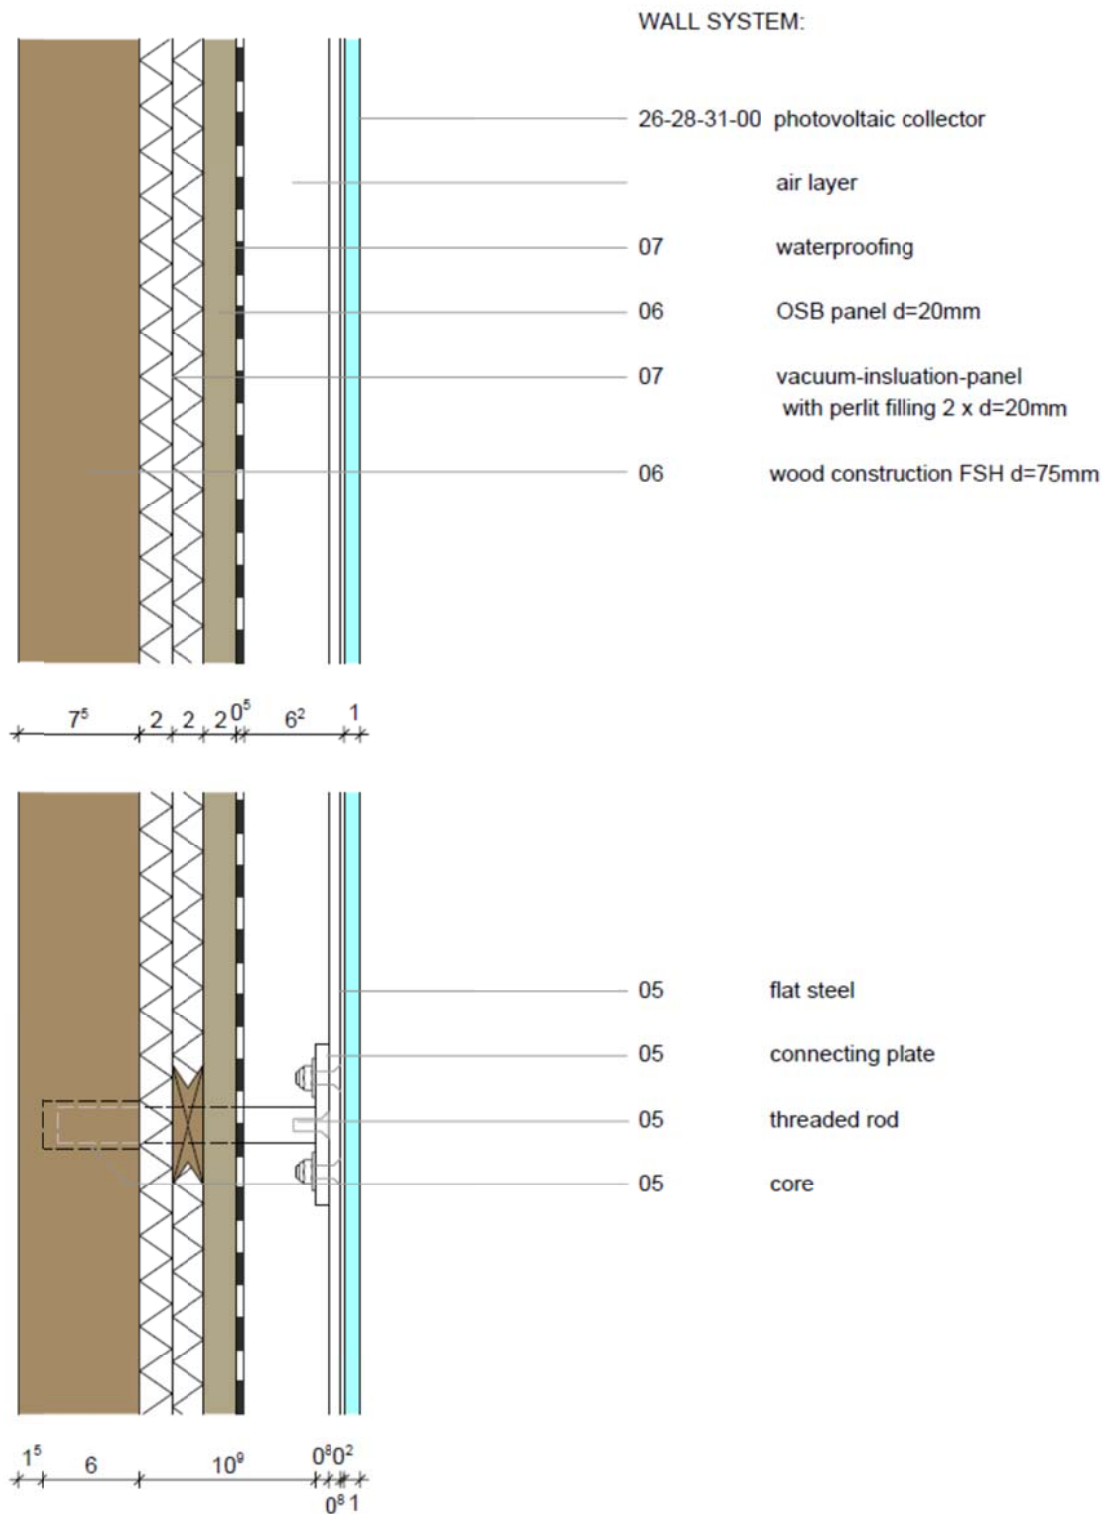 WALL SYSTEM:
26-28-31-00 photovoltaic collector
air layer
07 waterproofing
06 OSB panel d=20mm
07 vacuum-insluation-panel
with perlit filling 2 x d=20mm
06 wood construction FSH d=75mm
7⁵ 2 2 2 0⁵ 6² 1
05 flat steel
05 connecting plate
05 threaded rod
05 core
1⁵ 6 10⁹ 0⁸ 0²
0⁸ 1